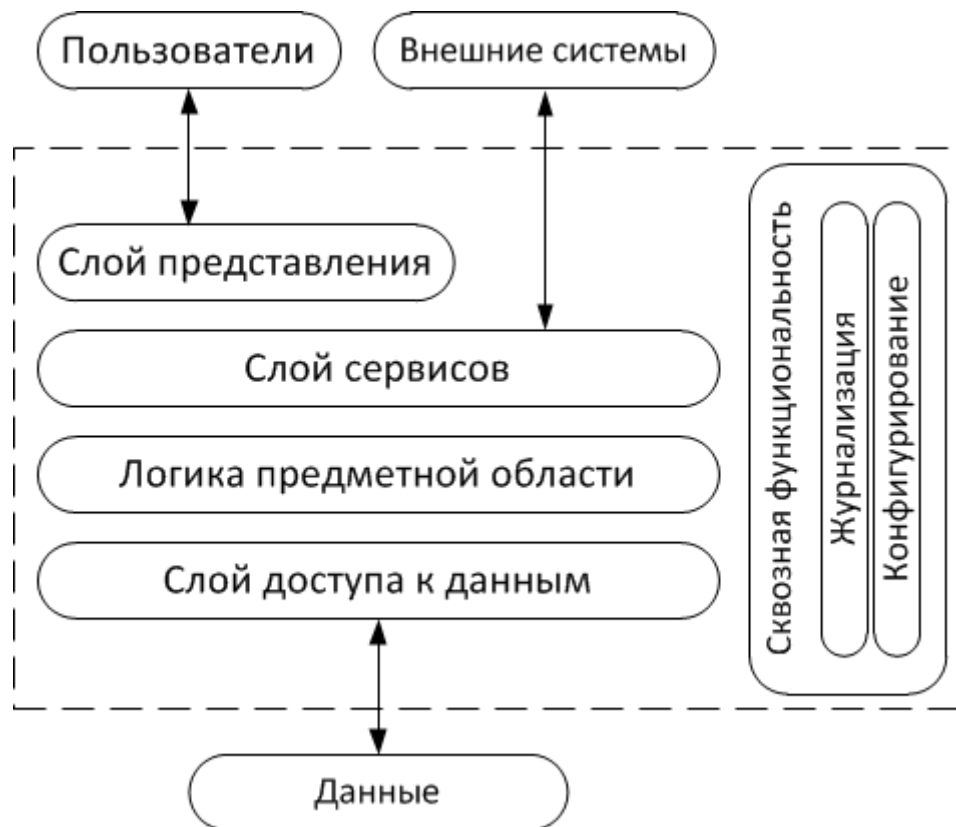 Пользователи
Внешние системы
Слой представления
Слой сервисов
Логика предметной области
Слой доступа к данным
Сквозная функциональность
Журнализация
Конфигурирование
Данные